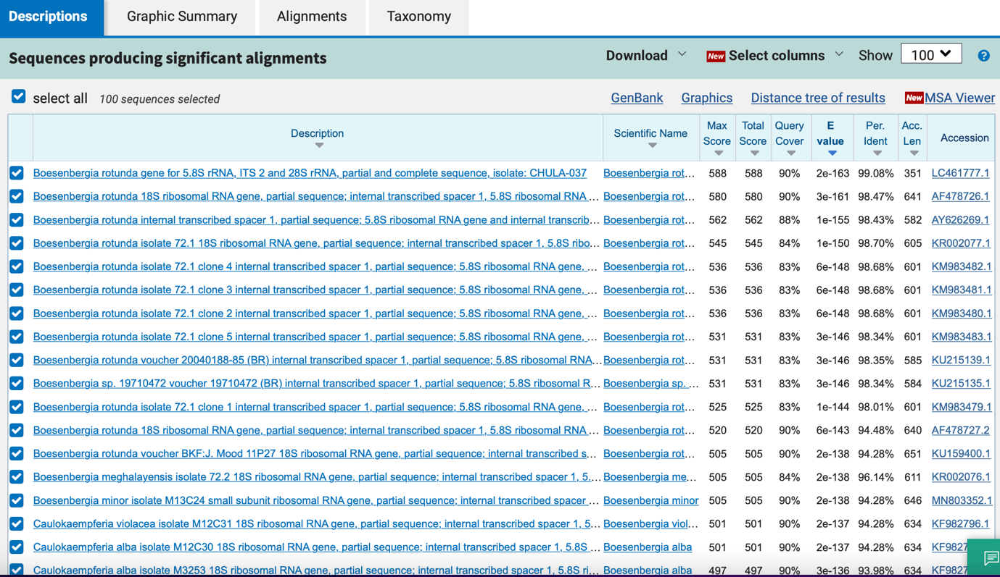 Descriptions Graphic Summary Alignments Taxonomy
Sequences producing significant alignments Download New Select columns Show 100 ?
select all 100 sequences selected GenBank Graphics Distance tree of results New MSA Viewer
Description Scientific Name Max Score Total Score Query Cover E value Per. Ident Acc. Len Accession
Boesenbergia rotunda gene for 5.8S rRNA, ITS 2 and 28S rRNA, partial and complete sequence, isolate: CHULA-037 Boesenbergia rot... 588 588 90% 2e-163 99.08% 351 LC461777.1
Boesenbergia rotunda 18S ribosomal RNA gene, partial sequence; internal transcribed spacer 1, 5.8S ribosomal RNA ... Boesenbergia rot... 580 580 90% 3e-161 98.47% 641 AF478726.1
Boesenbergia rotunda internal transcribed spacer 1, partial sequence; 5.8S ribosomal RNA gene and internal transcrib... Boesenbergia rot... 562 562 88% 1e-155 98.43% 582 AY626269.1
Boesenbergia rotunda isolate 72.1 18S ribosomal RNA gene, partial sequence; internal transcribed spacer 1, 5.8S ribo... Boesenbergia rot... 545 545 84% 1e-150 98.70% 605 KR002077.1
Boesenbergia rotunda isolate 72.1 clone 4 internal transcribed spacer 1, partial sequence; 5.8S ribosomal RNA gene, ... Boesenbergia rot... 536 536 83% 6e-148 98.68% 601 KM983482.1
Boesenbergia rotunda isolate 72.1 clone 3 internal transcribed spacer 1, partial sequence; 5.8S ribosomal RNA gene, ... Boesenbergia rot... 536 536 83% 6e-148 98.68% 601 KM983481.1
Boesenbergia rotunda isolate 72.1 clone 2 internal transcribed spacer 1, partial sequence; 5.8S ribosomal RNA gene, ... Boesenbergia rot... 536 536 83% 6e-148 98.68% 601 KM983480.1
Boesenbergia rotunda isolate 72.1 clone 5 internal transcribed spacer 1, partial sequence; 5.8S ribosomal RNA gene, ... Boesenbergia rot... 531 531 83% 3e-146 98.34% 601 KM983483.1
Boesenbergia rotunda voucher 20040188-85 (BR) internal transcribed spacer 1, partial sequence; 5.8S ribosomal RNA... Boesenbergia rot... 531 531 83% 3e-146 98.35% 585 KU215139.1
Boesenbergia sp. 19710472 voucher 19710472 (BR) internal transcribed spacer 1, partial sequence; 5.8S ribosomal R... Boesenbergia sp. ... 531 531 83% 3e-146 98.34% 584 KU215135.1
Boesenbergia rotunda isolate 72.1 clone 1 internal transcribed spacer 1, partial sequence; 5.8S ribosomal RNA gene, ... Boesenbergia rot... 525 525 83% 1e-144 98.01% 601 KM983479.1
Boesenbergia rotunda 18S ribosomal RNA gene, partial sequence; internal transcribed spacer 1, 5.8S ribosomal RNA ... Boesenbergia rot... 520 520 90% 6e-143 94.48% 640 AF478727.2
Boesenbergia rotunda voucher BKF:J. Mood 11P27 18S ribosomal RNA gene, partial sequence; internal transcribed s... Boesenbergia rot... 505 505 90% 2e-138 94.28% 651 KU159400.1
Boesenbergia meghalayensis isolate 72.2 18S ribosomal RNA gene, partial sequence; internal transcribed spacer 1, 5.... Boesenbergia me... 505 505 84% 2e-138 96.14% 611 KR002076.1
Boesenbergia minor isolate M13C24 small subunit ribosomal RNA gene, partial sequence; internal transcribed spacer ... Boesenbergia minor 505 505 90% 2e-138 94.28% 646 MN803352.1
Caulokaempferia violacea isolate M12C31 18S ribosomal RNA gene, partial sequence; internal transcribed spacer 1, 5... Boesenbergia viol... 501 501 90% 2e-137 94.28% 634 KF982796.1
Caulokaempferia alba isolate M12C30 18S ribosomal RNA gene, partial sequence; internal transcribed spacer 1, 5.8S ... Boesenbergia alba 501 501 90% 2e-137 94.28% 634 KF9827
Caulokaempferia alba isolate M3253 18S ribosomal RNA gene, partial sequence; internal transcribed spacer 1, 5.8S ri... Boesenbergia alba 497 497 90% 3e-136 93.98% 634 KF9827